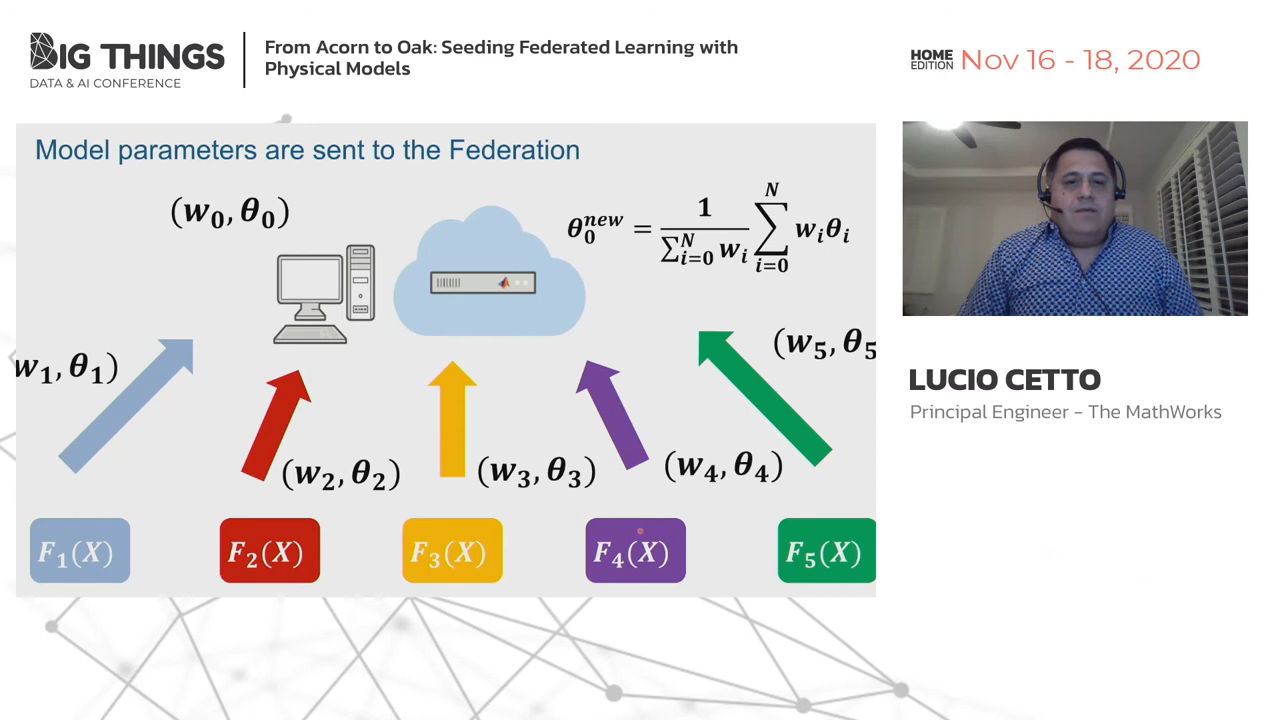 BIG THINGS
DATA & AI CONFERENCE
From Acorn to Oak: Seeding Federated Learning with
Physical Models
HOME
EDITION
Nov 16 - 18, 2020
Model parameters are sent to the Federation
(w₀, θ₀)
θ₀ⁿᵉʷ = 1 / ∑ᵢ₌₀ᴺ wᵢ ∑ᵢ₌₀ᴺ wᵢθᵢ
w₁, θ₁)
(w₅, θ₅
(w₂, θ₂)
(w₃, θ₃)
(w₄, θ₄)
F₁(X)
F₂(X)
F₃(X)
F₄(X)
F₅(X)
LUCIO CETTO
Principal Engineer - The MathWorks